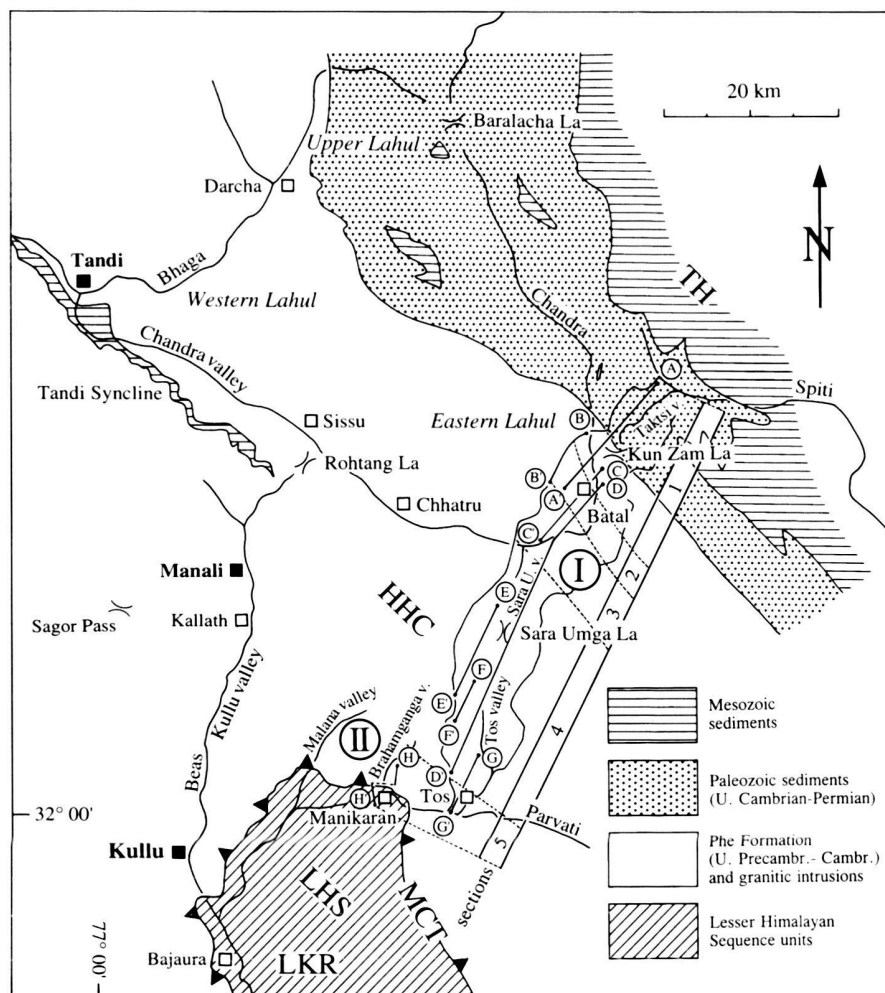 20 km
Baralacha La
Upper Lahul
Darcha
N
Tandi
Bhaga
Western Lahul
TH
Chandra
Chandra valley
Tandi Syncline
A
Spiti
Eastern Lahul
B
Taktsi v.
Sissu
Kun Zam La
Rohtang La
C
B'
D
1
Chhatru
A'
Batal
C'
Manali
I
2
HHC
E
Sara U. v.
3
Sagor Pass
Kallath
Sara Umga La
Kullu valley
F
Mesozoic
sediments
E'
Tos valley
4
Malana valley
II
Brahamganga v.
F'
G
H
D'
Paleozoic sediments
(U. Cambrian-Permian)
Beas
H'
Tos
32° 00'
Manikaran
G'
Parvati
Phe Formation
(U. Precambr.- Cambr.)
and granitic intrusions
Kullu
5
LHS
MCT
sections
77° 00'
Lesser Himalayan
Sequence units
Bajaura
LKR